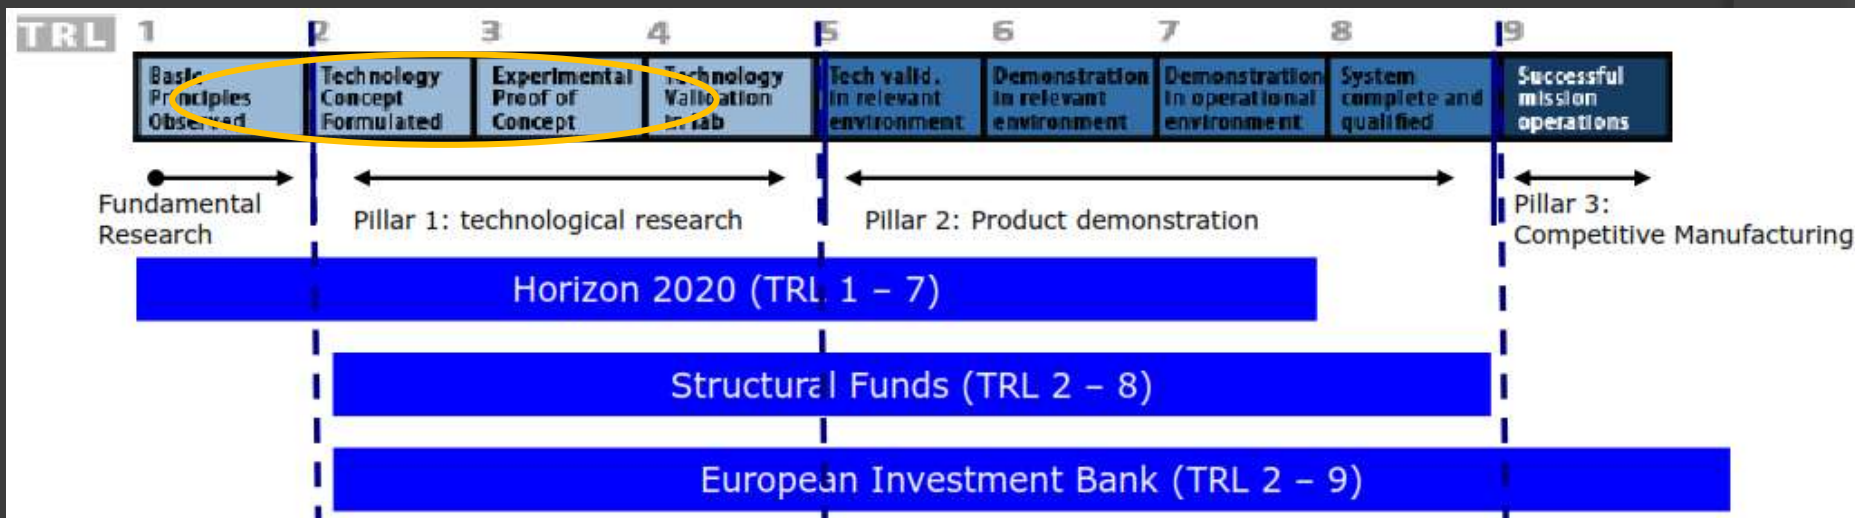 TRL 1 2 3 4 5 6 7 8 9
Basic
Principles
Observed
Technology
Concept
Formulated
Experimental
Proof of
Concept
Technology
Validation
in lab
Tech valid.
in relevant
environment
Demonstration
in relevant
environment
Demonstration
in operational
environment
System
complete and
qualified
Successful
mission
operations
Fundamental
Research
Pillar 1: technological research
Pillar 2: Product demonstration
Pillar 3:
Competitive Manufacturing
Horizon 2020 (TRL 1 – 7)
Structural Funds (TRL 2 – 8)
European Investment Bank (TRL 2 – 9)